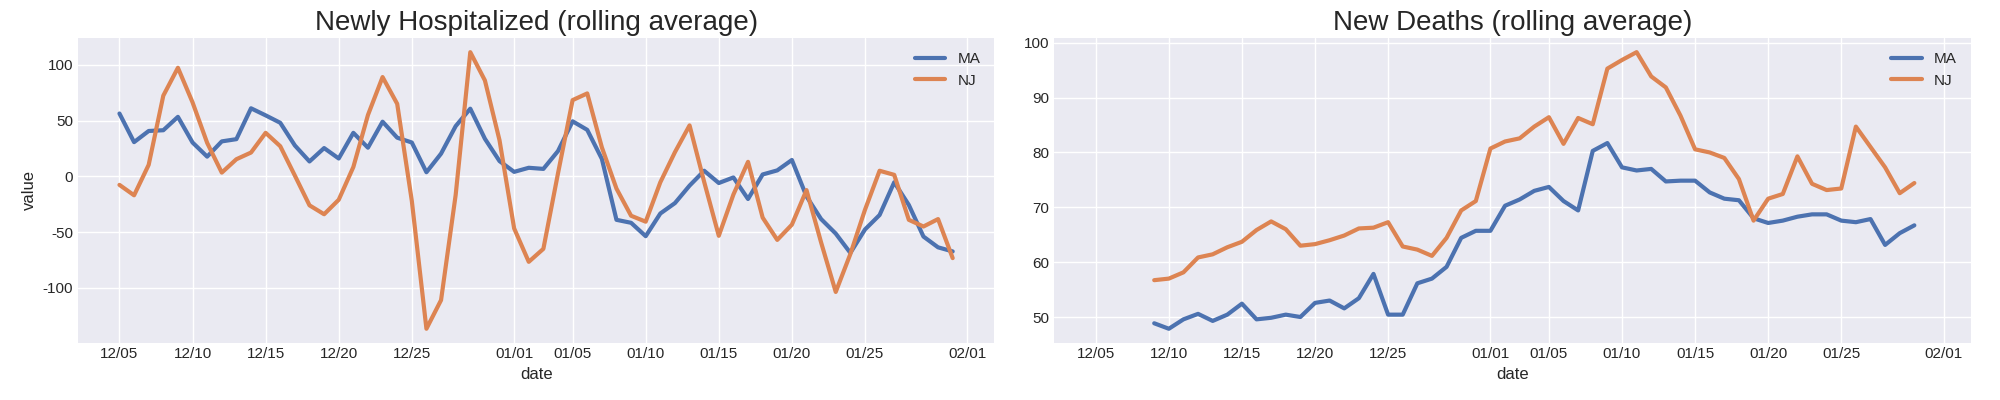 Newly Hospitalized (rolling average)
100
50
0
-50
-100
value
MA
NJ
12/05 12/10 12/15 12/20 12/25 01/01 01/05 01/10 01/15 01/20 01/25 02/01
date
New Deaths (rolling average)
100
90
80
70
60
50
MA
NJ
12/05 12/10 12/15 12/20 12/25 01/01 01/05 01/10 01/15 01/20 01/25 02/01
date